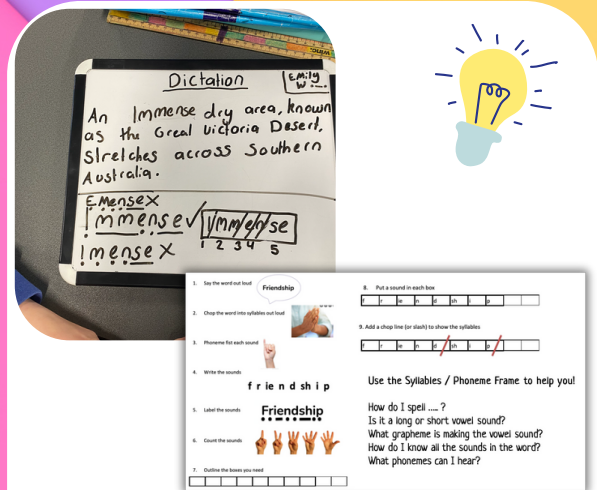 Dictation
Emily
W
An Immense dry area, known
as the Great Victoria Desert,
Stretches across Southern
Australia.
Emense X
Immense ✓ I/mm/e/n/se
1 2 3 4 5
Imense X
1. Say the word out loud
Friendship
2. Chop the word into syllables out loud
3. Phoneme fist each sound
4. Write the sounds
f r ie n d sh i p
5. Label the sounds
Friendship
6. Count the sounds
7. Outline the boxes you need
8. Put a sound in each box
f r ie n d sh i p
9. Add a chop line (or slash) to show the syllables
f r ie n d / sh i p /
Use the Syllables / Phoneme Frame to help you!
How do I spell ..... ?
Is it a long or short vowel sound?
What grapheme is making the vowel sound?
How do I know all the sounds in the word?
What phonemes can I hear?